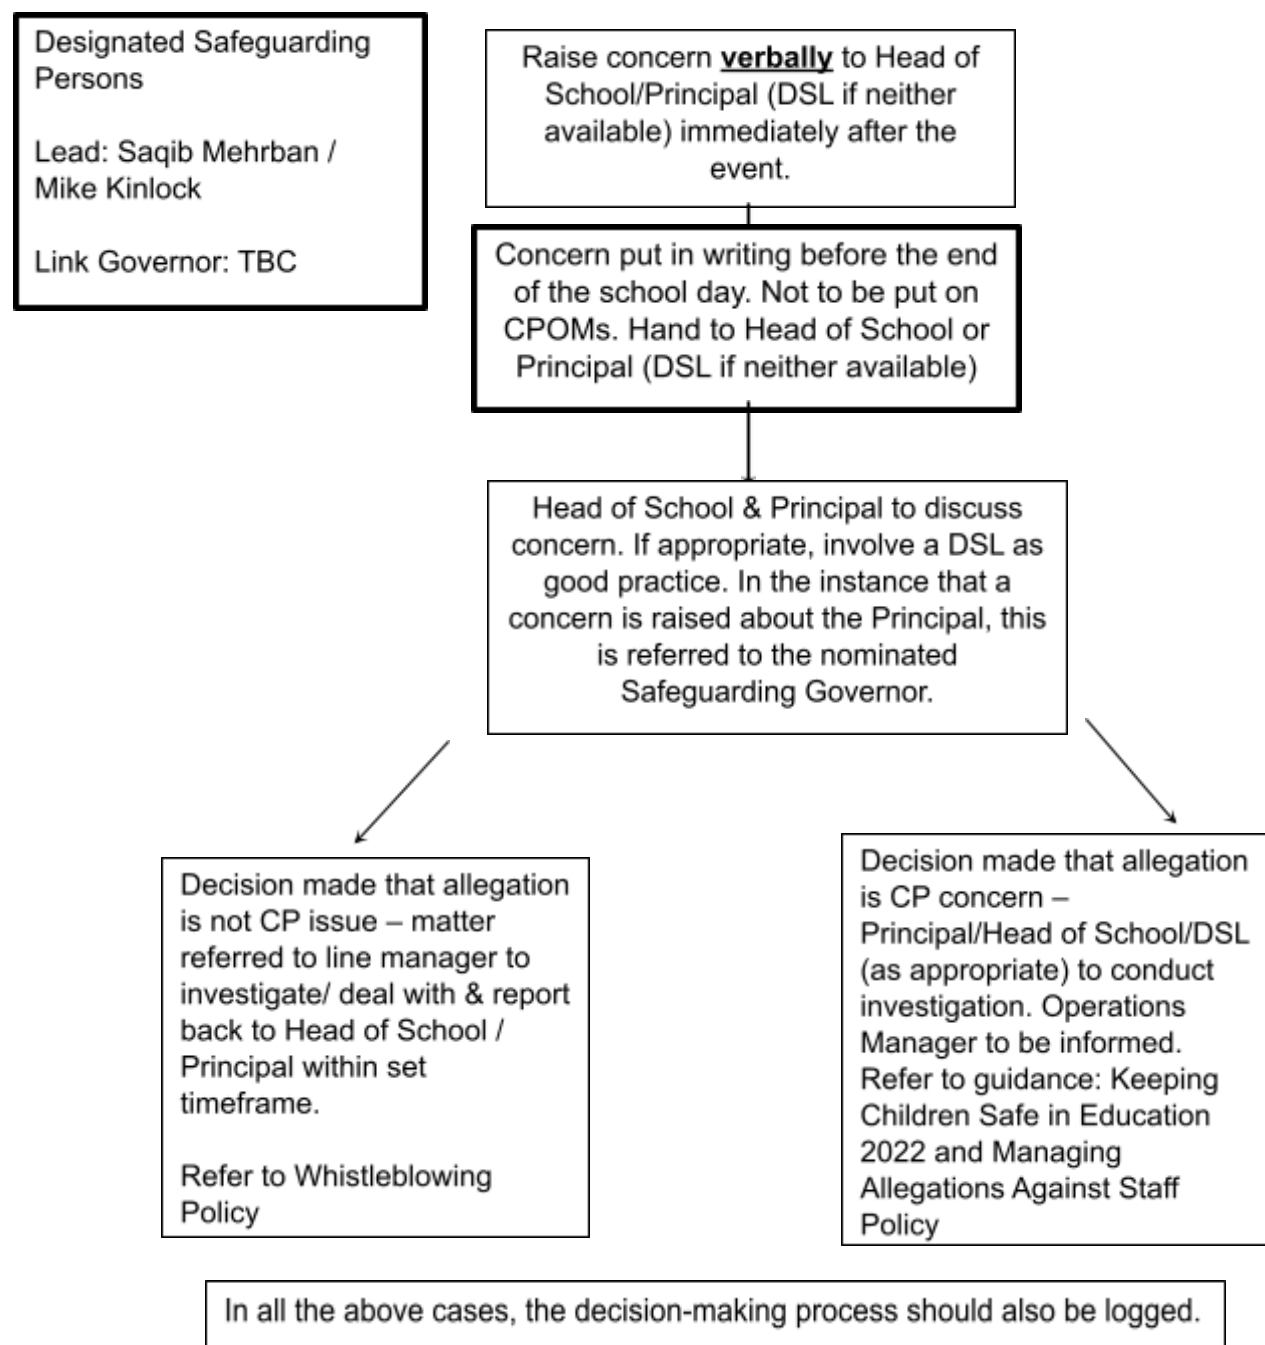 Designated Safeguarding
Persons
Lead: Saqib Mehrban /
Mike Kinlock
Link Governor: TBC
Raise concern verbally to Head of
School/Principal (DSL if neither
available) immediately after the
event.
Concern put in writing before the end
of the school day. Not to be put on
CPOMs. Hand to Head of School or
Principal (DSL if neither available)
Head of School & Principal to discuss
concern. If appropriate, involve a DSL as
good practice. In the instance that a
concern is raised about the Principal, this
is referred to the nominated
Safeguarding Governor.
Decision made that allegation
is not CP issue – matter
referred to line manager to
investigate/ deal with & report
back to Head of School /
Principal within set
timeframe.
Refer to Whistleblowing
Policy
Decision made that allegation
is CP concern –
Principal/Head of School/DSL
(as appropriate) to conduct
investigation. Operations
Manager to be informed.
Refer to guidance: Keeping
Children Safe in Education
2022 and Managing
Allegations Against Staff
Policy
In all the above cases, the decision-making process should also be logged.